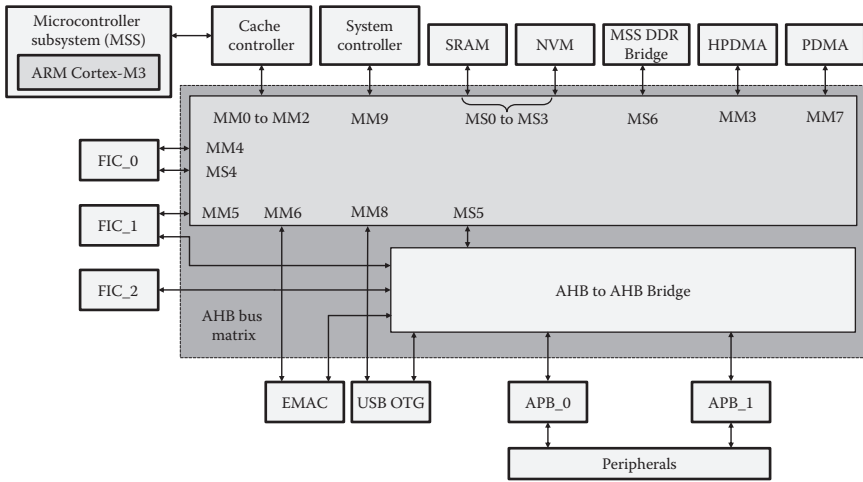 Microcontroller
subsystem (MSS)
ARM Cortex-M3
Cache
controller
System
controller
SRAM
NVM
MSS DDR
Bridge
HPDMA
PDMA
MM0 to MM2
MM9
MS0 to MS3
MS6
MM3
MM7
FIC_0
MM4
MS4
FIC_1
MM5
MM6
MM8
MS5
FIC_2
AHB to AHB Bridge
AHB bus
matrix
EMAC
USB OTG
APB_0
APB_1
Peripherals